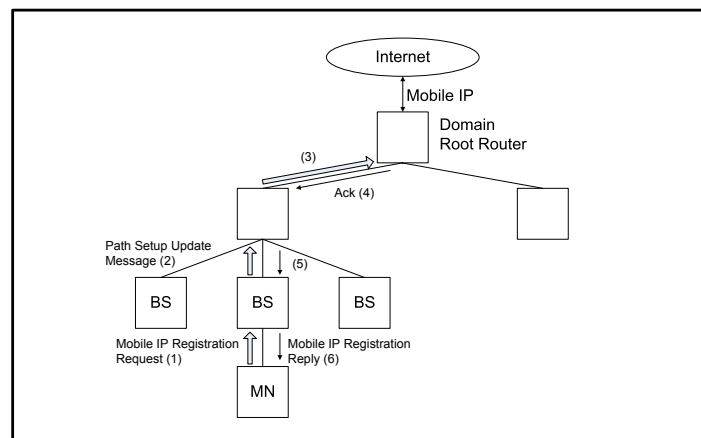 Internet
Mobile IP
Domain
Root Router
(3)
Ack (4)
Path Setup Update
Message (2)
(5)
BS
BS
BS
Mobile IP Registration
Request (1)
Mobile IP Registration
Reply (6)
MN